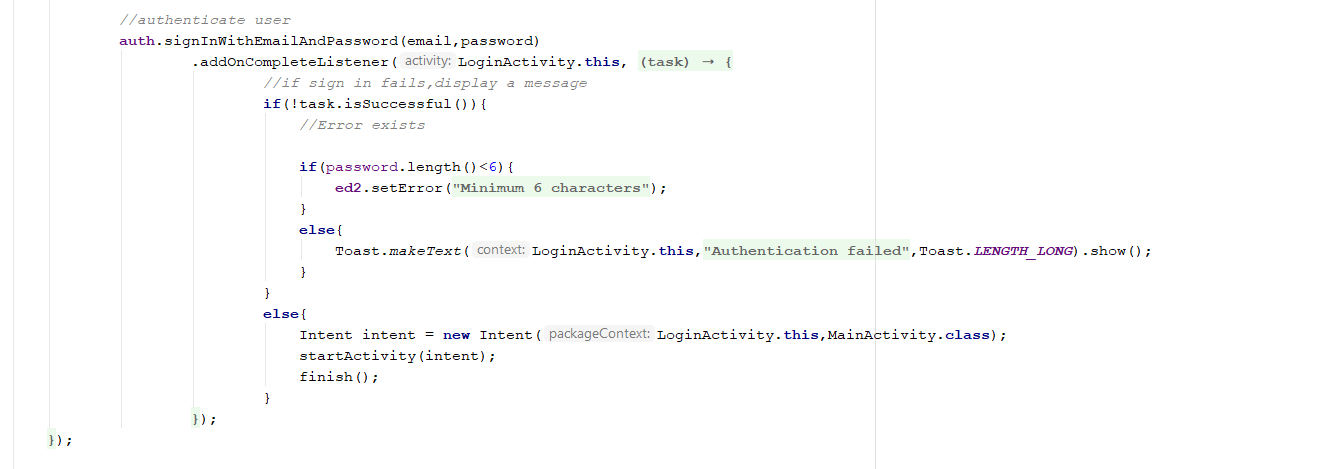 //authenticate user
auth.signInWithEmailAndPassword(email,password)
.addOnCompleteListener( activity: LoginActivity.this, (task) → {
//if sign in fails,display a message
if(!task.isSuccessful()){
//Error exists
if(password.length()<6){
ed2.setError("Minimum 6 characters");
}
else{
Toast.makeText( context: LoginActivity.this,"Authentication failed",Toast.LENGTH_LONG).show();
}
}
else{
Intent intent = new Intent( packageContext: LoginActivity.this,MainActivity.class);
startActivity(intent);
finish();
}
});
});